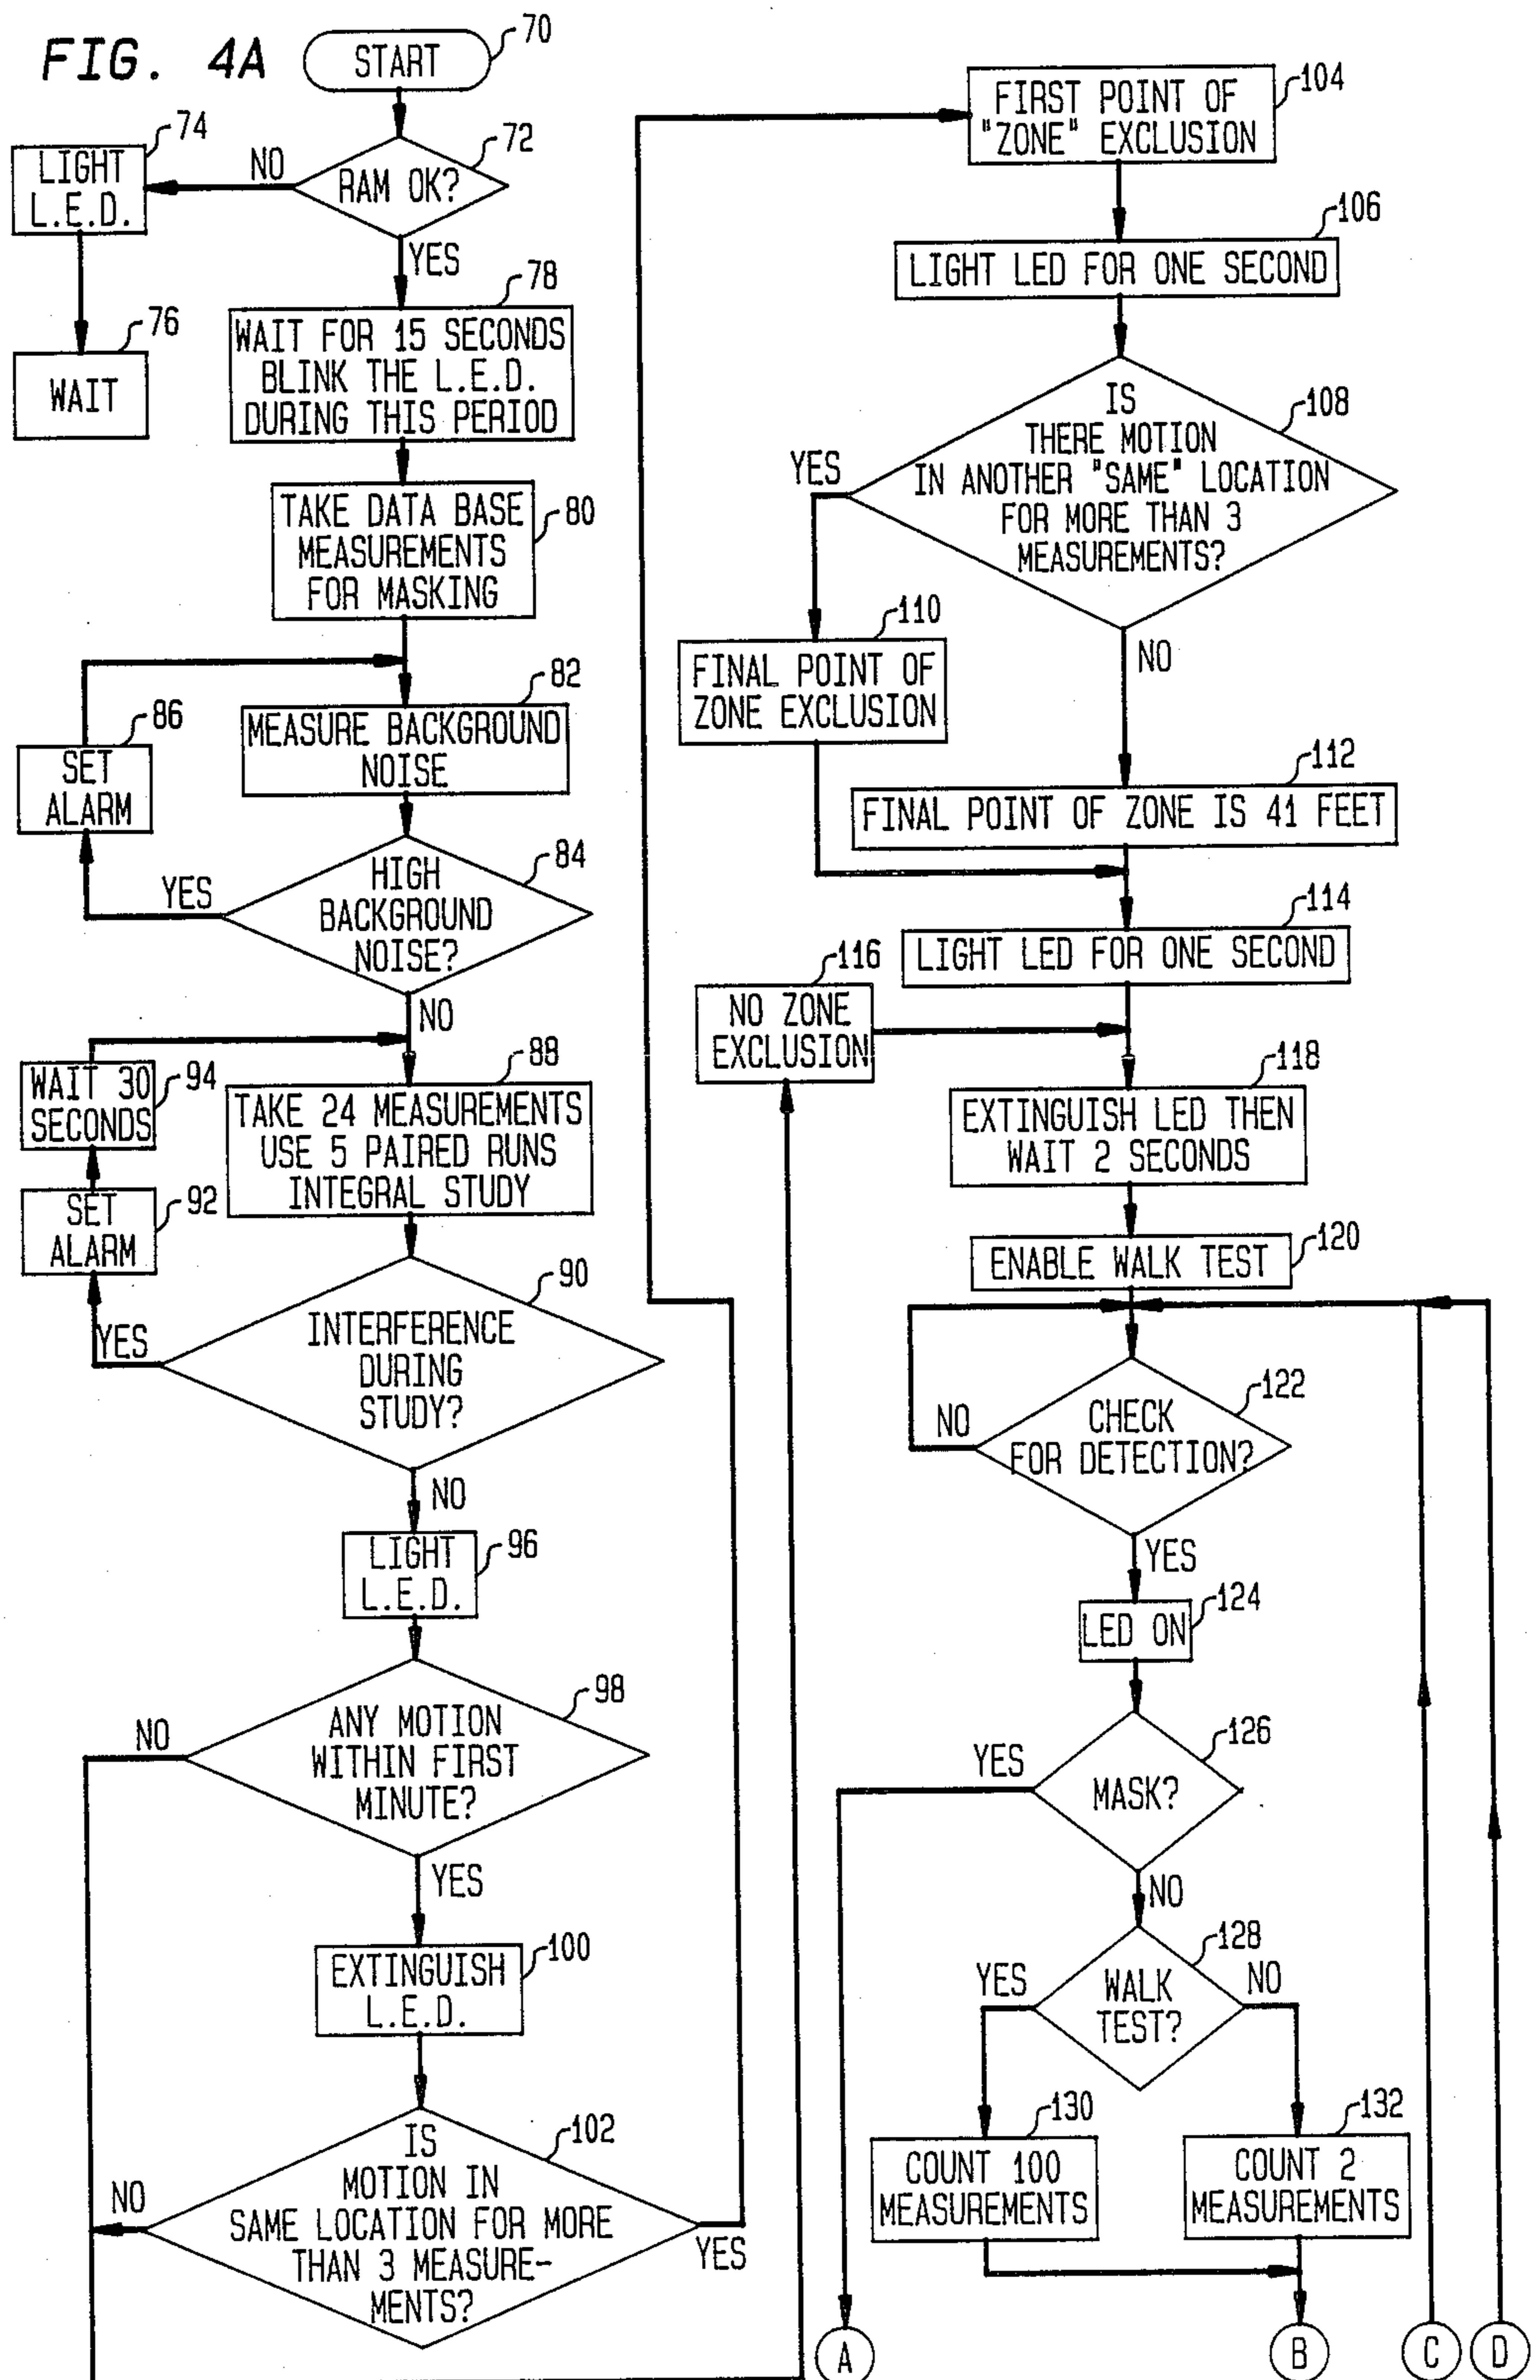 FIG. 4A
START
70
72
RAM OK?
NO
74
LIGHT
L.E.D.
76
WAIT
YES
78
WAIT FOR 15 SECONDS
BLINK THE L.E.D.
DURING THIS PERIOD
TAKE DATA BASE
MEASUREMENTS
FOR MASKING
80
82
MEASURE BACKGROUND
NOISE
86
SET
ALARM
84
HIGH
BACKGROUND
NOISE?
YES
NO
88
TAKE 24 MEASUREMENTS
USE 5 PAIRED RUNS
INTEGRAL STUDY
WAIT 30
SECONDS
94
SET
ALARM
92
90
INTERFERENCE
DURING
STUDY?
YES
NO
LIGHT
L.E.D.
96
98
ANY MOTION
WITHIN FIRST
MINUTE?
NO
YES
EXTINGUISH
L.E.D.
100
102
IS
MOTION IN
SAME LOCATION FOR MORE
THAN 3 MEASURE-
MENTS?
NO
YES
FIRST POINT OF
"ZONE" EXCLUSION
104
106
LIGHT LED FOR ONE SECOND
108
IS
THERE MOTION
IN ANOTHER "SAME" LOCATION
FOR MORE THAN 3
MEASUREMENTS?
YES
NO
110
FINAL POINT OF
ZONE EXCLUSION
112
FINAL POINT OF ZONE IS 41 FEET
114
LIGHT LED FOR ONE SECOND
116
NO ZONE
EXCLUSION
118
EXTINGUISH LED THEN
WAIT 2 SECONDS
ENABLE WALK TEST
120
122
CHECK
FOR DETECTION?
NO
YES
LED ON
124
126
MASK?
YES
NO
128
WALK
TEST?
YES
NO
130
COUNT 100
MEASUREMENTS
132
COUNT 2
MEASUREMENTS
A
B
C
D